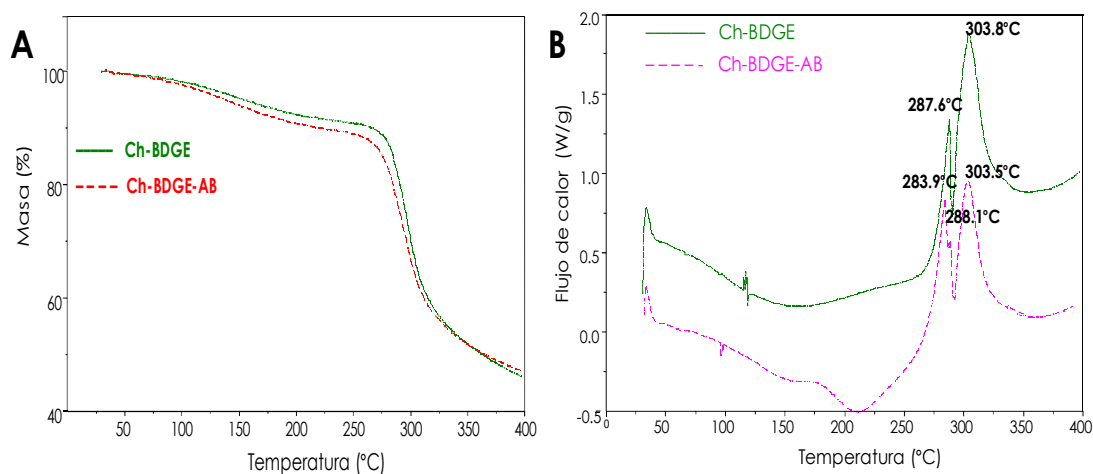 A
100
80
60
40
Masa (%)
Ch-BDGE
Ch-BDGE-AB
50
100
150
200
250
300
350
400
Temperatura (°C)
B
2.0
1.5
1.0
0.5
0.0
-0.5
Flujo de calor (W/g)
Ch-BDGE
Ch-BDGE-AB
303.8°C
287.6°C
303.5°C
283.9°C
288.1°C
50
100
150
200
250
300
350
400
Temperatura (°C)